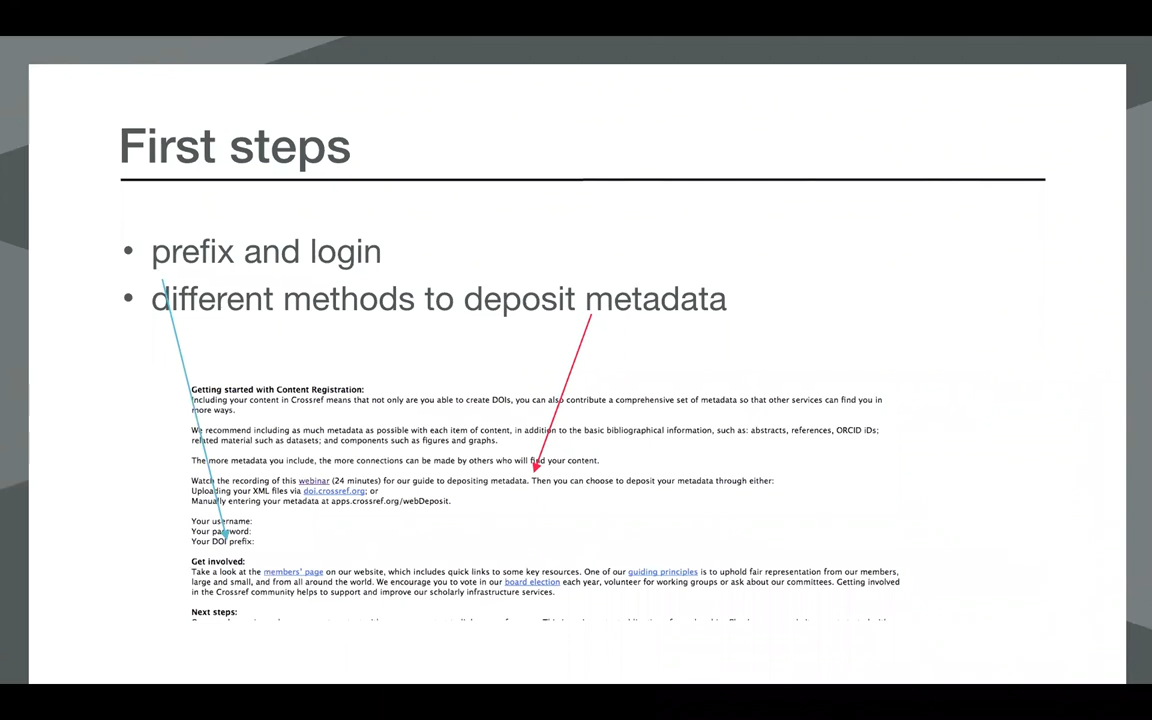 First steps
• prefix and login
• different methods to deposit metadata
Getting started with Content Registration:
Including your content in Crossref means that not only are you able to create DOIs, you can also contribute a comprehensive set of metadata so that other services can find you in
more ways.
We recommend including as much metadata as possible with each item of content, in addition to the basic bibliographical information, such as: abstracts, references, ORCID iDs;
related material such as datasets; and components such as figures and graphs.
The more metadata you include, the more connections can be made by others who will find your content.
Watch the recording of this webinar (24 minutes) for our guide to depositing metadata. Then you can choose to deposit your metadata through either:
Uploading your XML files via doi.crossref.org; or
Manually entering your metadata at apps.crossref.org/webDeposit.
Your username:
Your password:
Your DOI prefix:
Get involved:
Take a look at the members' page on our website, which includes quick links to some key resources. One of our guiding principles is to uphold fair representation from our members,
large and small, and from all around the world. We encourage you to vote in our board election each year, volunteer for working groups or ask about our committees. Getting involved
in the Crossref community helps to support and improve our scholarly infrastructure services.
Next steps: